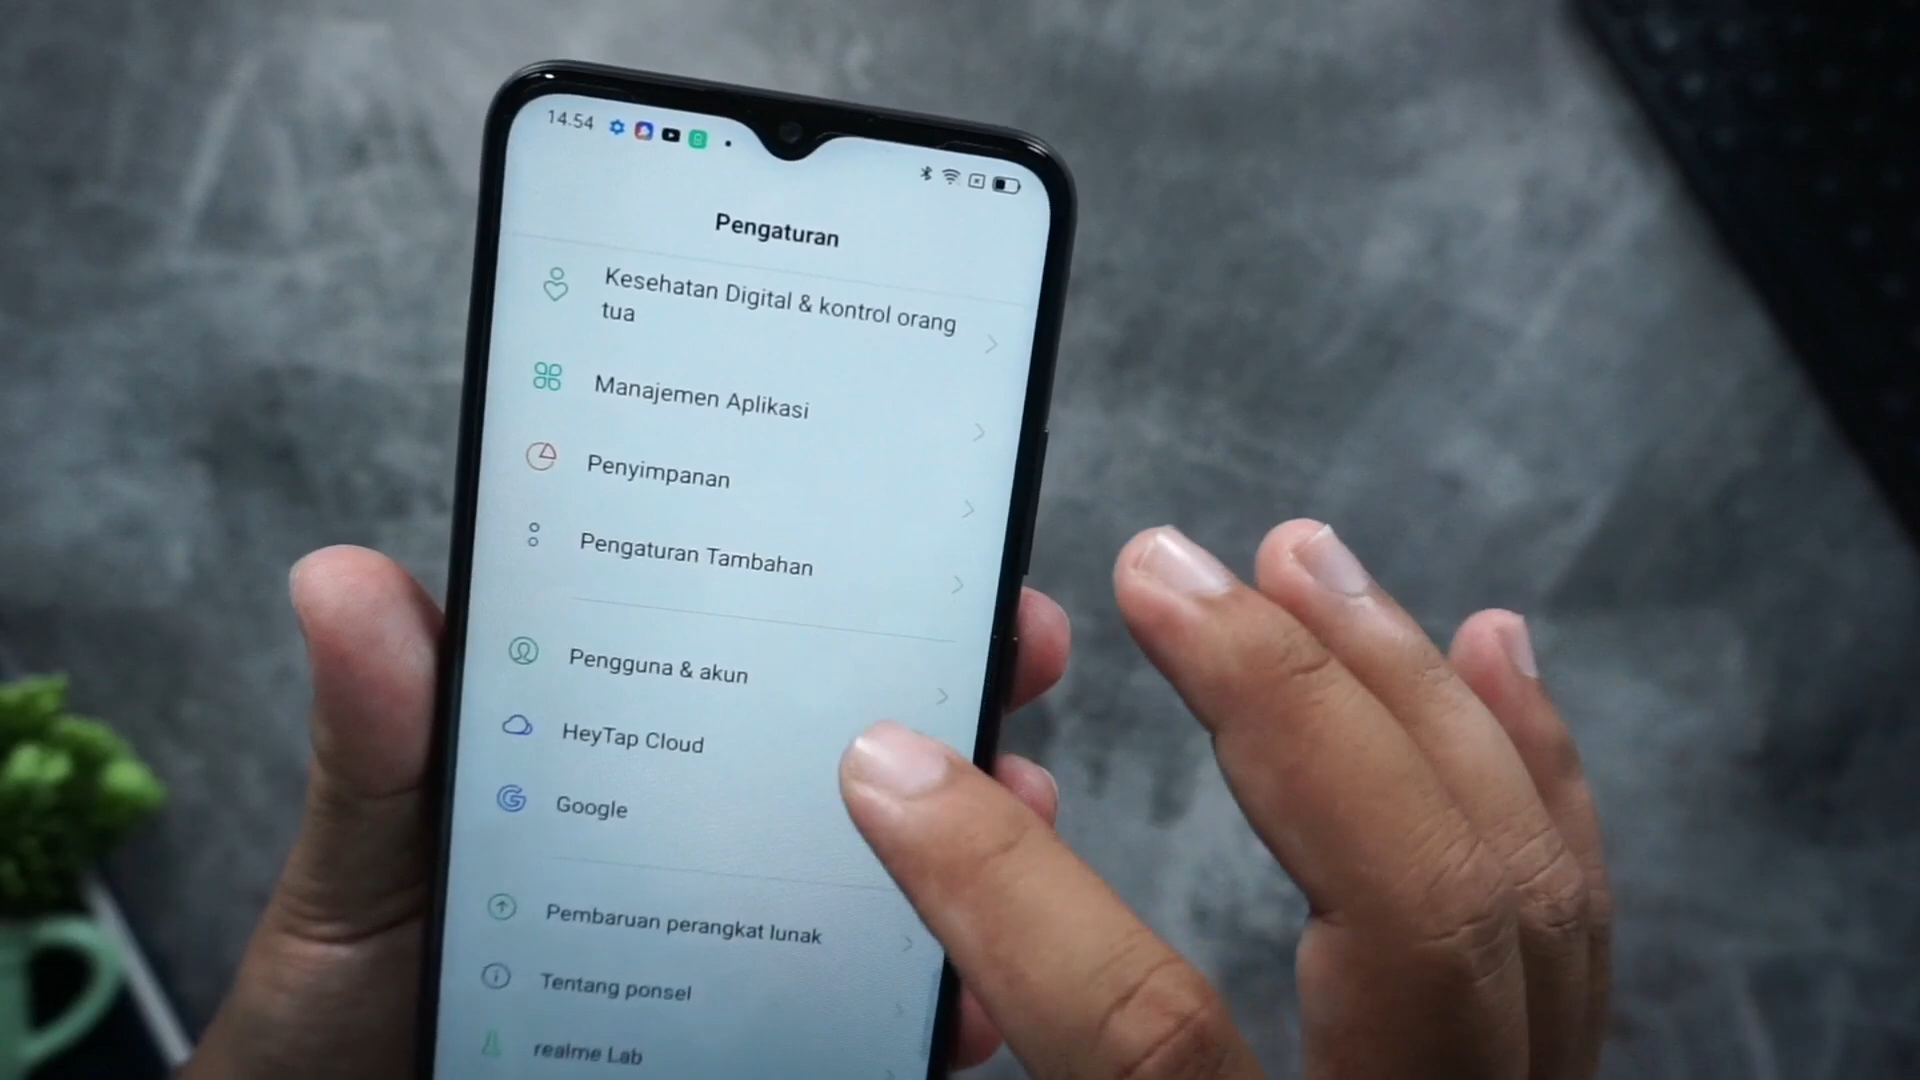 14.54
Pengaturan
Kesehatan Digital & kontrol orang
tua
Manajemen Aplikasi
Penyimpanan
Pengaturan Tambahan
Pengguna & akun
HeyTap Cloud
Google
Pembaruan perangkat lunak
Tentang ponsel
realme Lab